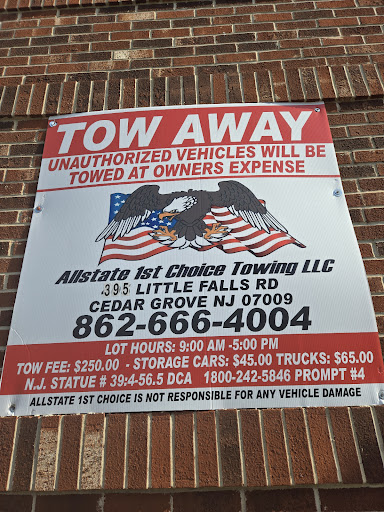 TOW AWAY
UNAUTHORIZED VEHICLES WILL BE
TOWED AT OWNERS EXPENSE
Allstate 1st Choice Towing LLC
395 LITTLE FALLS RD
CEDAR GROVE NJ 07009
862-666-4004
LOT HOURS: 9:00 AM -5:00 PM
TOW FEE: $250.00 - STORAGE CARS: $45.00 TRUCKS: $65.00
N.J. STATUE # 39:4-56.5 DCA 1800-242-5846 PROMPT #4
ALLSTATE 1ST CHOICE IS NOT RESPONSIBLE FOR ANY VEHICLE DAMAGE